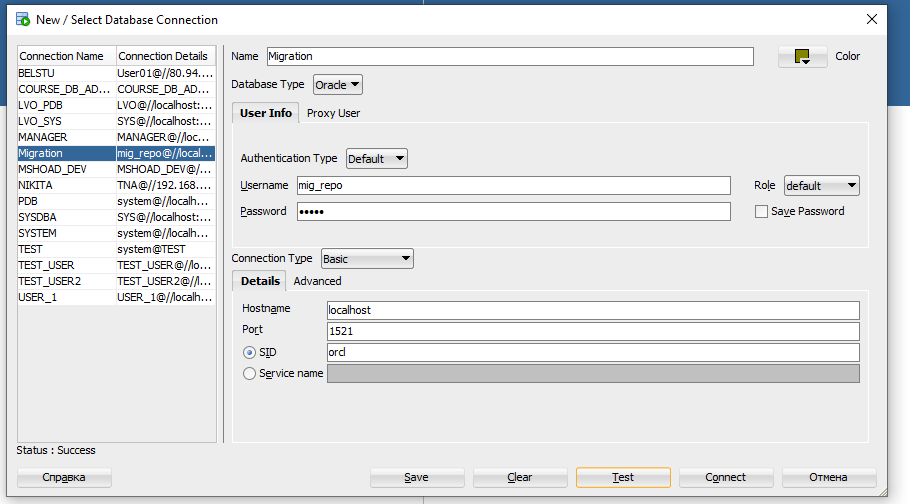 New / Select Database Connection
Connection Name Connection Details
BELSTU User01@//80.94....
COURSE_DB_AD... COURSE_DB_AD...
LVO_PDB LVO@//localhost:...
LVO_SYS SYS@//localhost:...
MANAGER MANAGER@//loc...
Migration mig_repo@//local...
MSHOAD_DEV MSHOAD_DEV@/...
NIKITA TNA@//192.168....
PDB system@//localh...
SYSDBA SYS@//localhost:...
SYSTEM system@//localh...
TEST system@TEST
TEST_USER TEST_USER@//lo...
TEST_USER2 TEST_USER2@//lo...
USER_1 USER_1@//localh...
Name Migration Color
Database Type Oracle
User Info Proxy User
Authentication Type Default
Username mig_repo Role default
Password ••••• Save Password
Connection Type Basic
Details Advanced
Hostname localhost
Port 1521
SID orcl
Service name
Status : Success
Справка Save Clear Test Connect Отмена